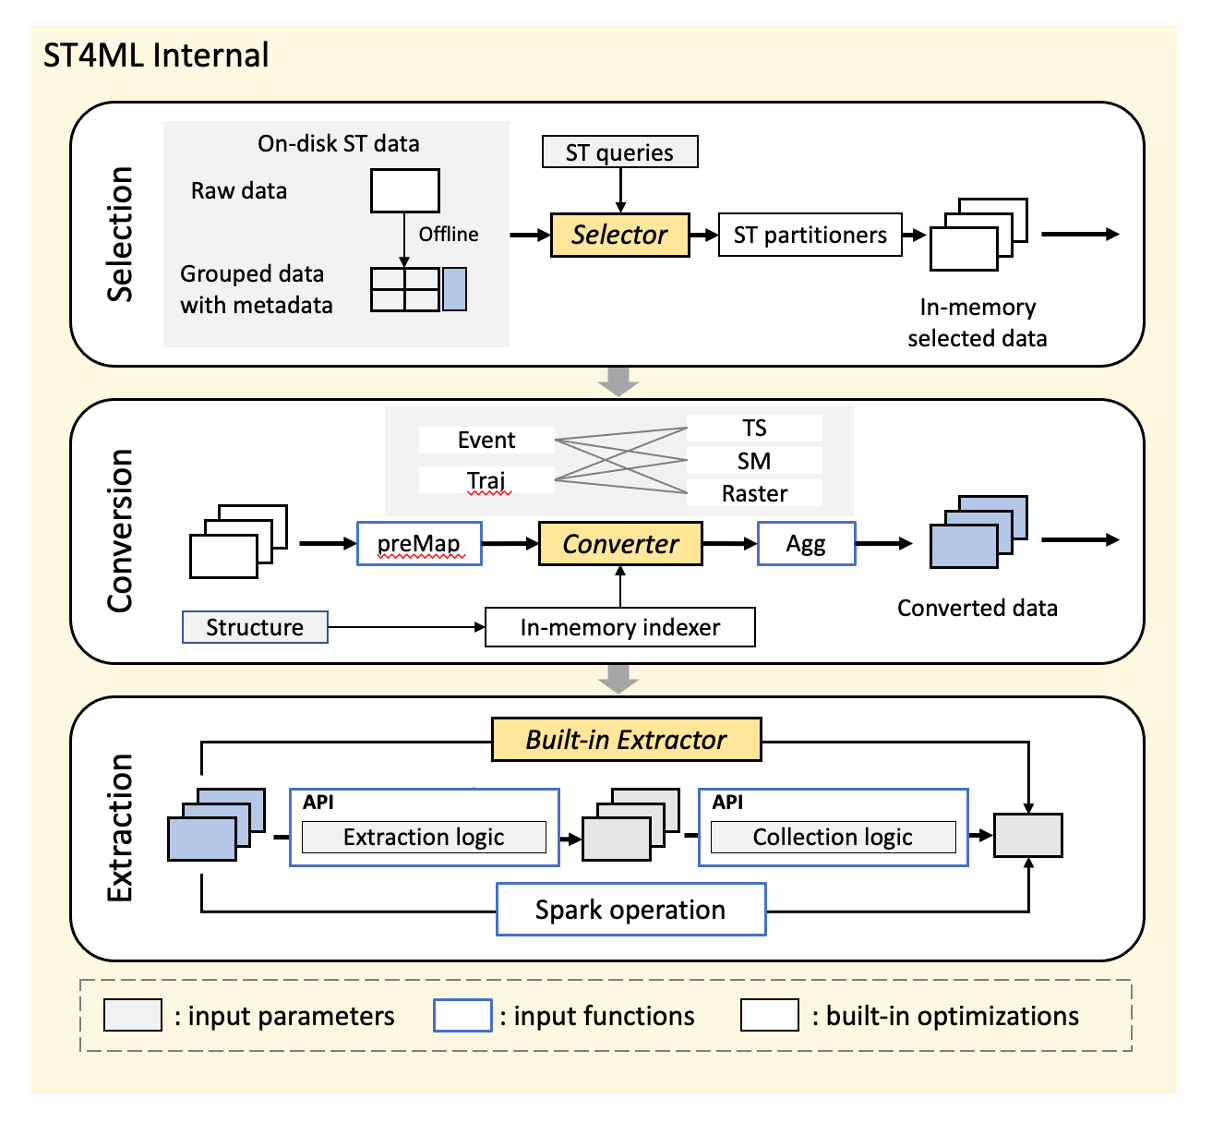 ST4ML Internal
Selection
On-disk ST data
Raw data
Offline
Grouped data
with metadata
ST queries
Selector
ST partitioners
In-memory
selected data
Conversion
Event
Traj
TS
SM
Raster
preMap
Converter
Agg
Structure
In-memory indexer
Converted data
Extraction
Built-in Extractor
API
Extraction logic
API
Collection logic
Spark operation
: input parameters
: input functions
: built-in optimizations